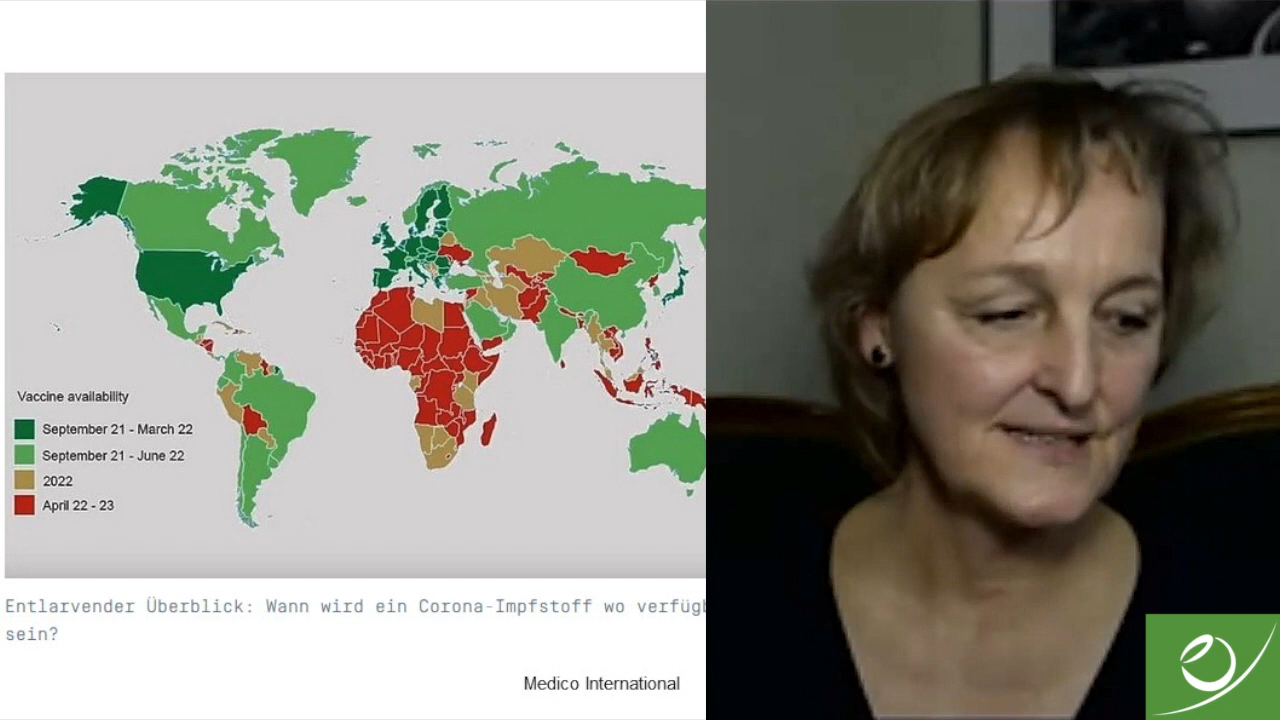 Vaccine availability
September 21 - March 22
September 21 - June 22
2022
April 22 - 23
Entlarvender Überblick: Wann wird ein Corona-Impfstoff wo verfügb
sein?
Medico International